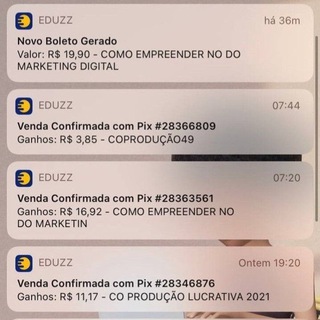 EDUZZ há 36m
Novo Boleto Gerado
Valor: R$ 19,90 - COMO EMPREENDER NO DO
MARKETING DIGITAL
EDUZZ 07:44
Venda Confirmada com Pix #28366809
Ganhos: R$ 3,85 - COPRODUÇÃO49
EDUZZ 07:20
Venda Confirmada com Pix #28363561
Ganhos: R$ 16,92 - COMO EMPREENDER NO
DO MARKETIN
EDUZZ Ontem 19:20
Venda Confirmada com Pix #28346876
Ganhos: R$ 11,17 - CO PRODUÇÃO LUCRATIVA 2021